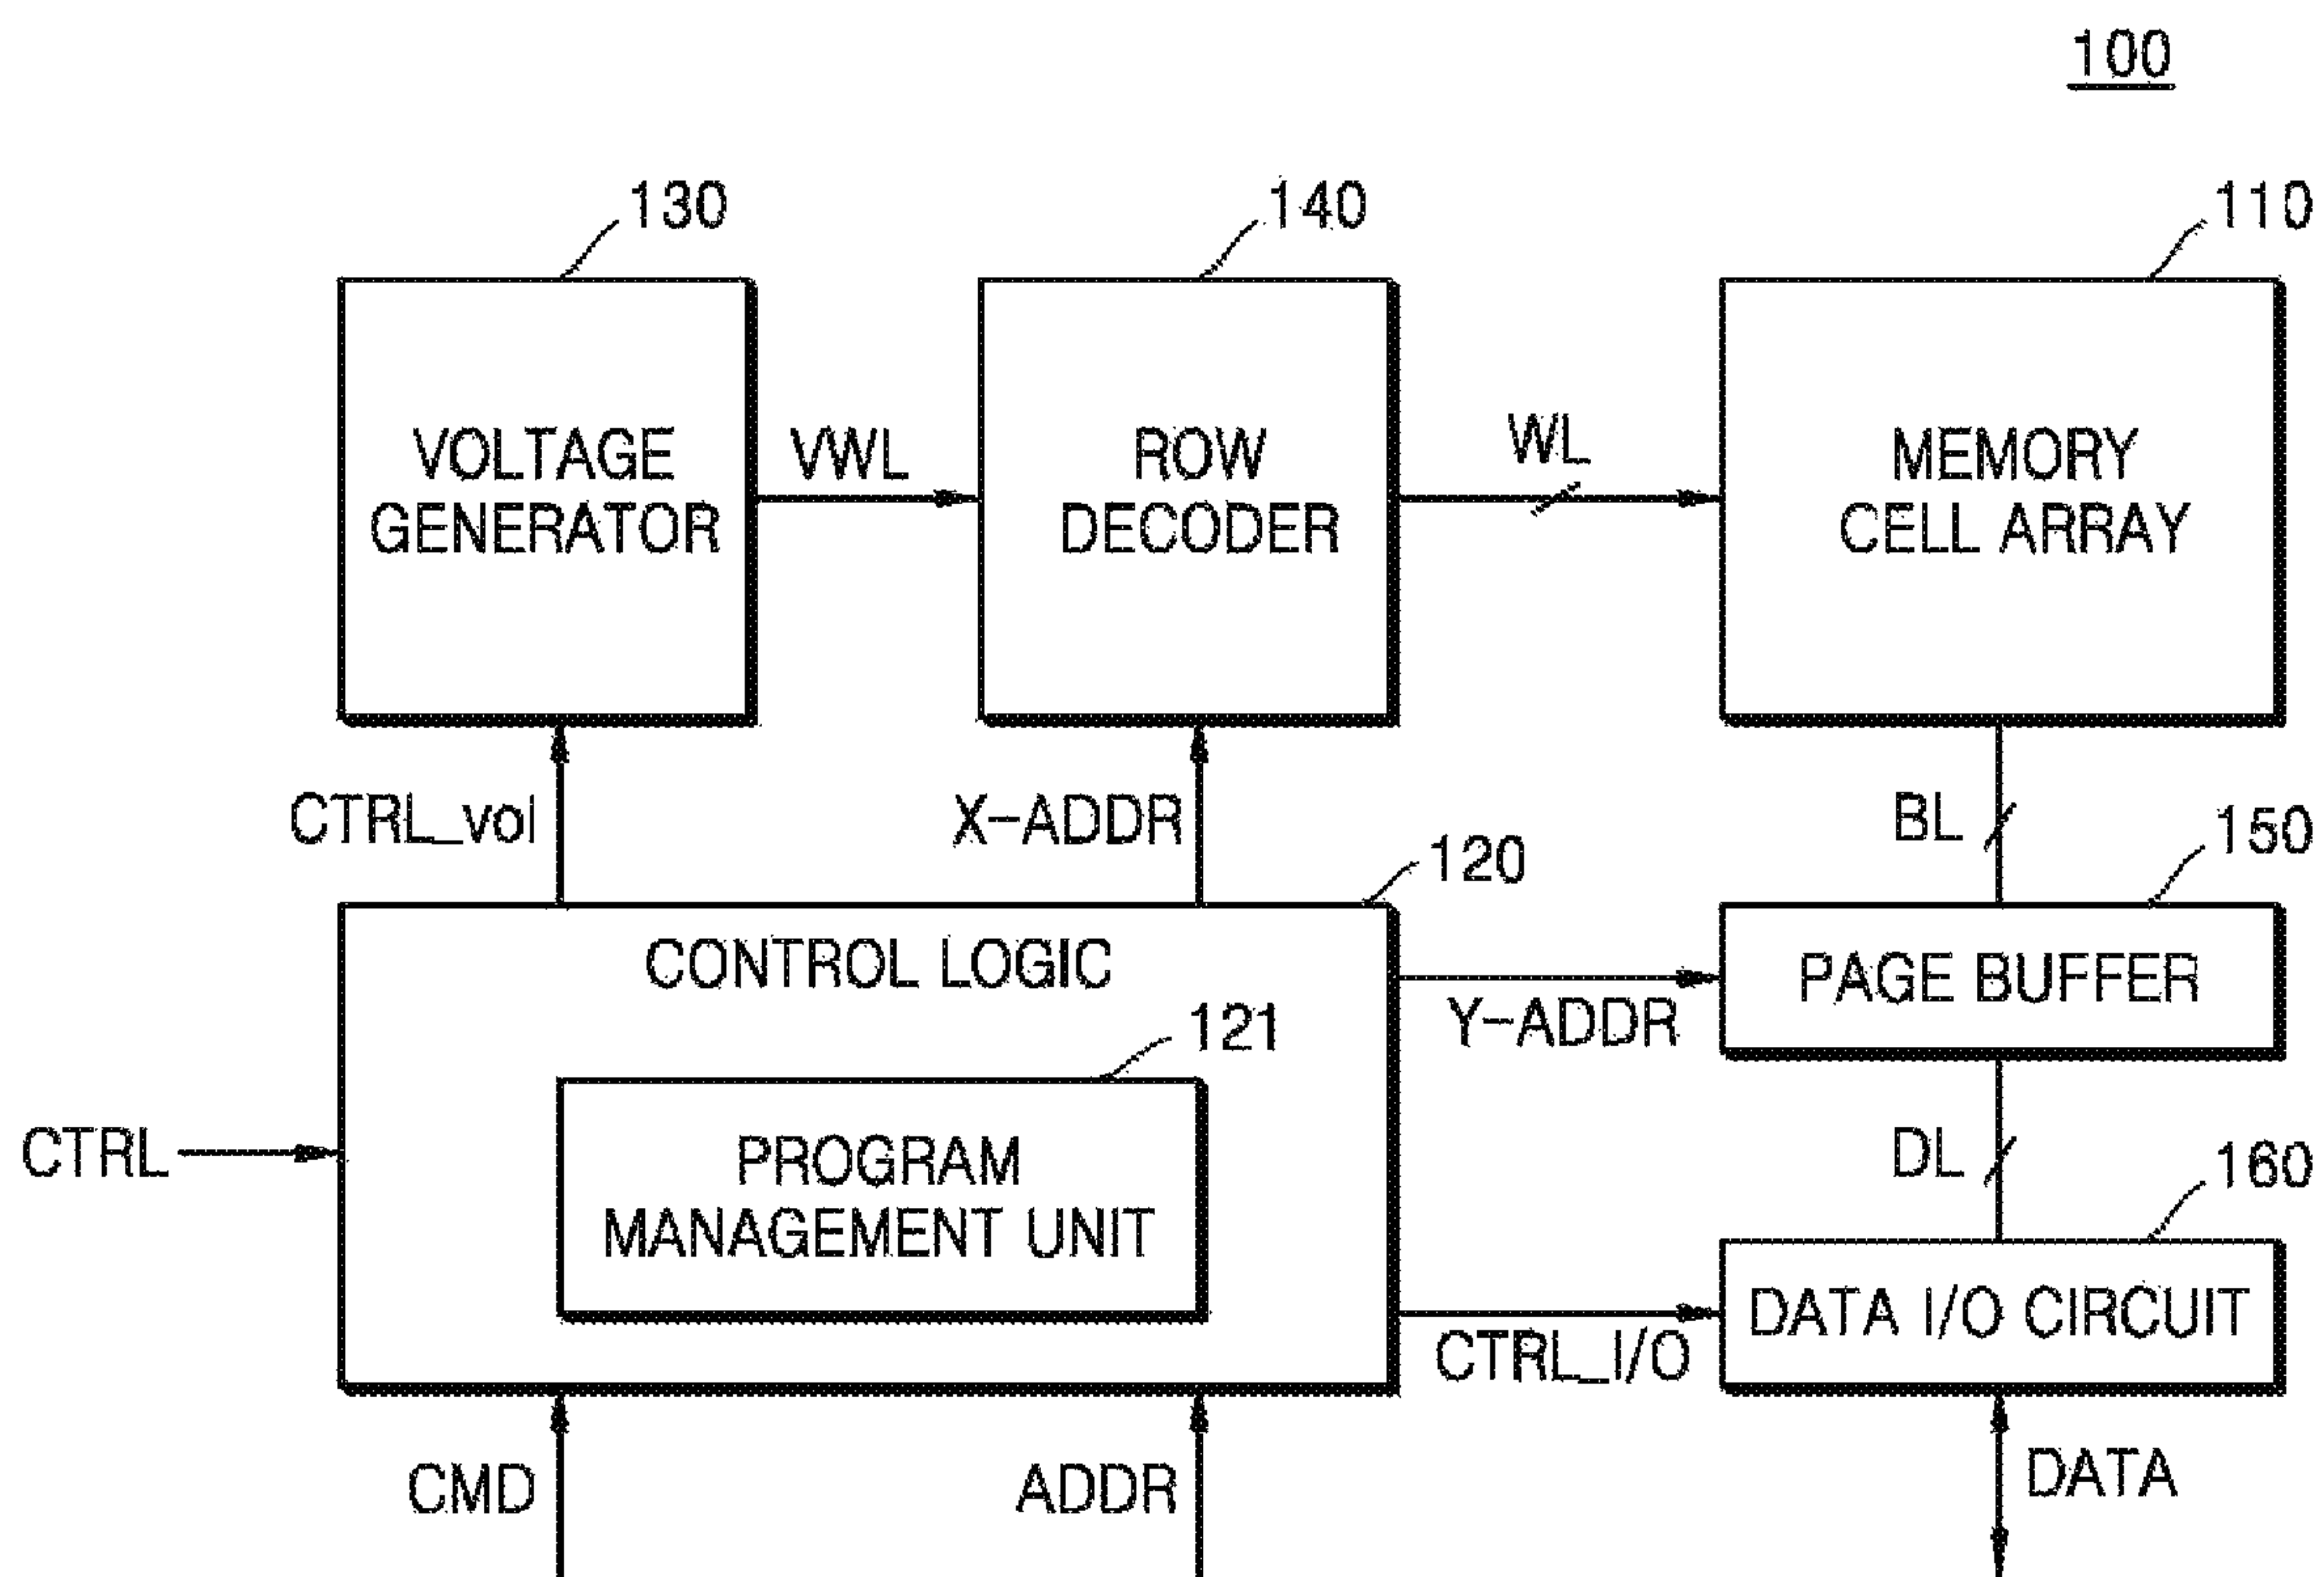 100
130
140
110
VOLTAGE
GENERATOR
VWL
ROW
DECODER
WL
MEMORY
CELL ARRAY
CTRL_vol
X-ADDR
120
BL
150
CONTROL LOGIC
Y-ADDR
PAGE BUFFER
121
PROGRAM
MANAGEMENT UNIT
CTRL
DL
160
CTRL_I/O
DATA I/O CIRCUIT
CMD
ADDR
DATA